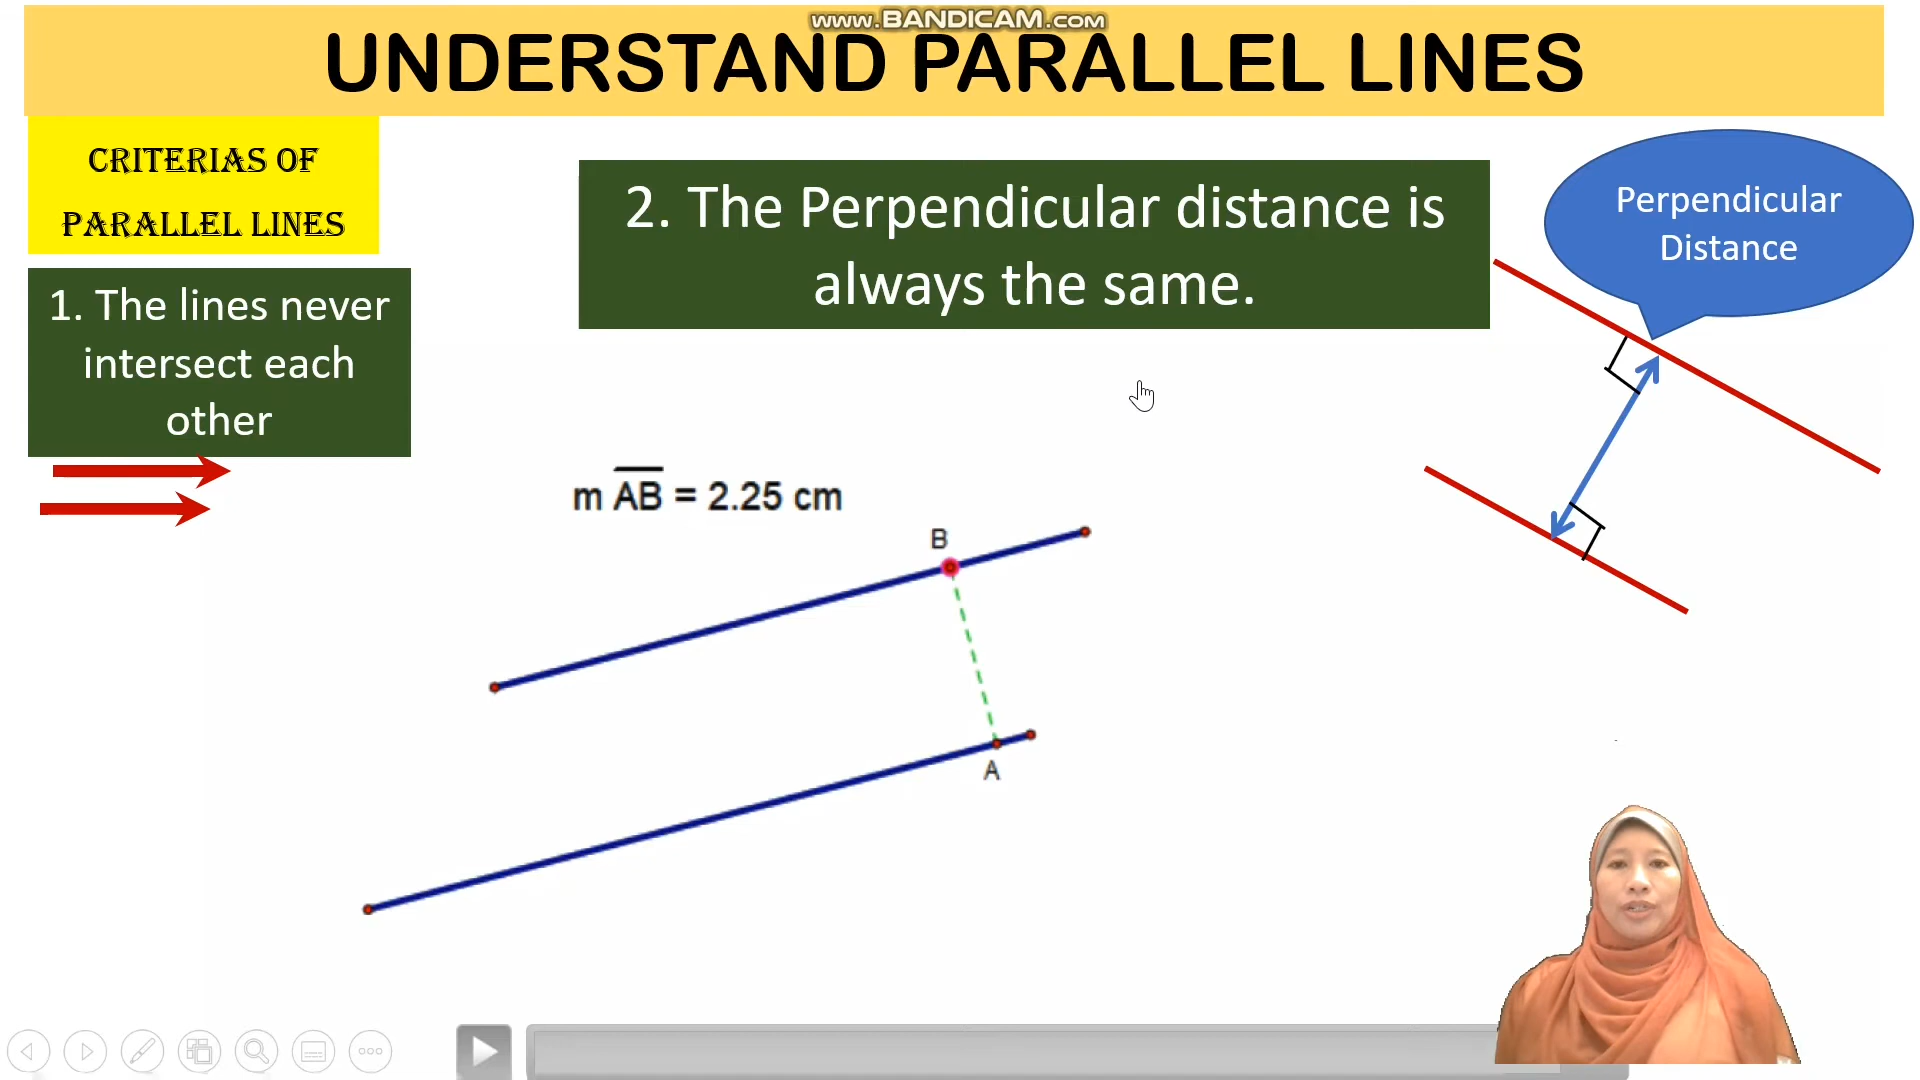 www.BANDICAM.com
UNDERSTAND PARALLEL LINES
CRITERIAS OF
PARALLEL LINES
1. The lines never
intersect each
other
2. The Perpendicular distance is
always the same.
Perpendicular
Distance
m AB = 2.25 cm
B
A